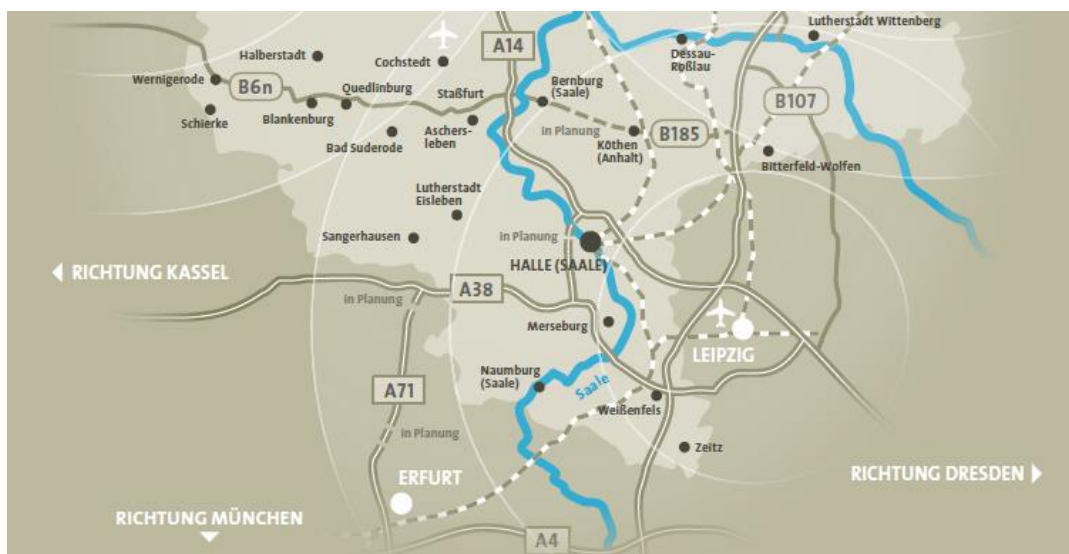 Lutherstadt Wittenberg
A14
Halberstadt
Cochstedt
Dessau-
Roßlau
Wernigerode
B6n
Quedlinburg
Staßfurt
Bernburg
(Saale)
B107
Schierke
Blankenburg
Bad Suderode
Aschers-
leben
in Planung
Köthen
(Anhalt)
B185
Bitterfeld-Wolfen
Lutherstadt
Eisleben
Sangerhausen
in Planung
HALLE (SAALE)
RICHTUNG KASSEL
in Planung
A38
Merseburg
LEIPZIG
Naumburg
(Saale)
Saale
A71
Weißenfels
in Planung
Zeitz
ERFURT
RICHTUNG DRESDEN
RICHTUNG MÜNCHEN
A4